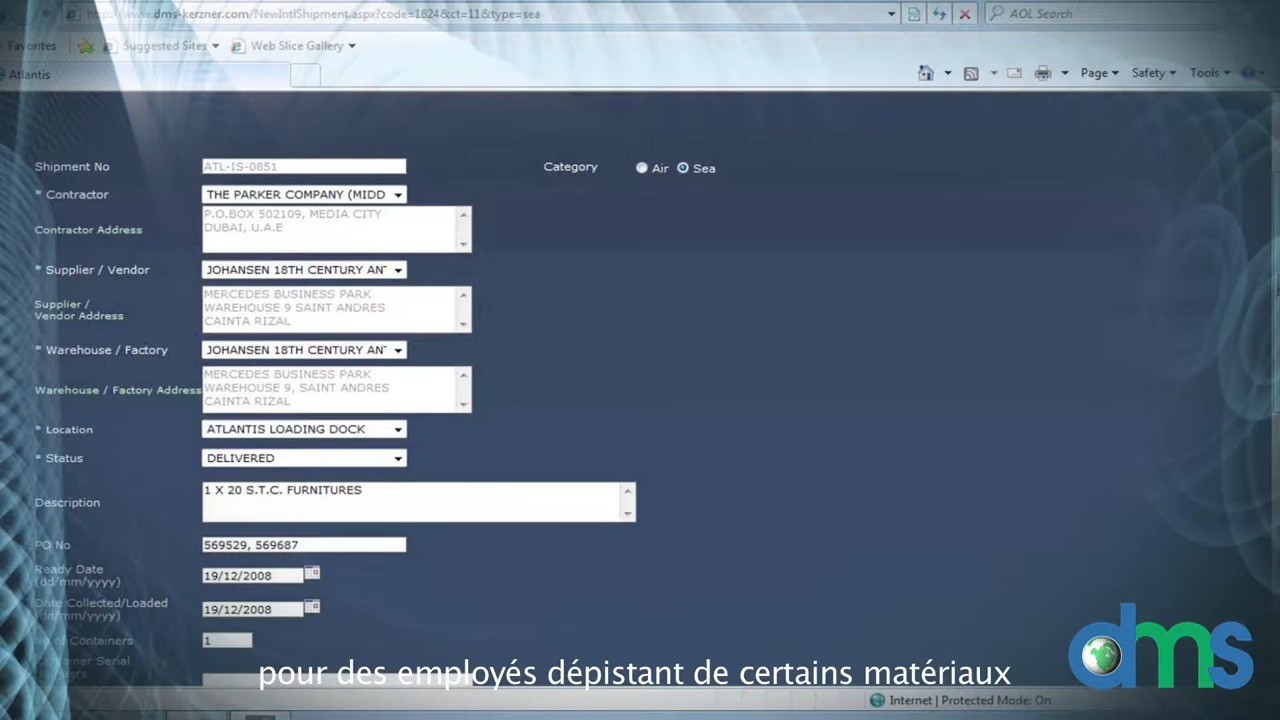 http://www.dms-kerzner.com/NewIntlShipment.aspx?code=1824&ct=11&type=sea
AOL Search
Favorites Suggested Sites Web Slice Gallery
Atlantis
Page Safety Tools
Shipment No ATL-IS-0851 Category Air Sea
* Contractor THE PARKER COMPANY (MIDD
P.O.BOX 502109, MEDIA CITY
DUBAI, U.A.E
Contractor Address
* Supplier / Vendor JOHANSEN 18TH CENTURY AN
Supplier /
Vendor Address
MERCEDES BUSINESS PARK
WAREHOUSE 9 SAINT ANDRES
CAINTA RIZAL
* Warehouse / Factory JOHANSEN 18TH CENTURY AN
Warehouse / Factory Address
MERCEDES BUSINESS PARK
WAREHOUSE 9, SAINT ANDRES
CAINTA RIZAL
* Location ATLANTIS LOADING DOCK
* Status DELIVERED
Description 1 X 20 S.T.C. FURNITURES
PO No 569529, 569687
Ready Date
(dd/mm/yyyy) 19/12/2008
Date Collected/Loaded
(dd/mm/yyyy) 19/12/2008
No of Containers 1
Container Serial
pour des employés dépistant de certains matériaux
dms
Internet | Protected Mode: On